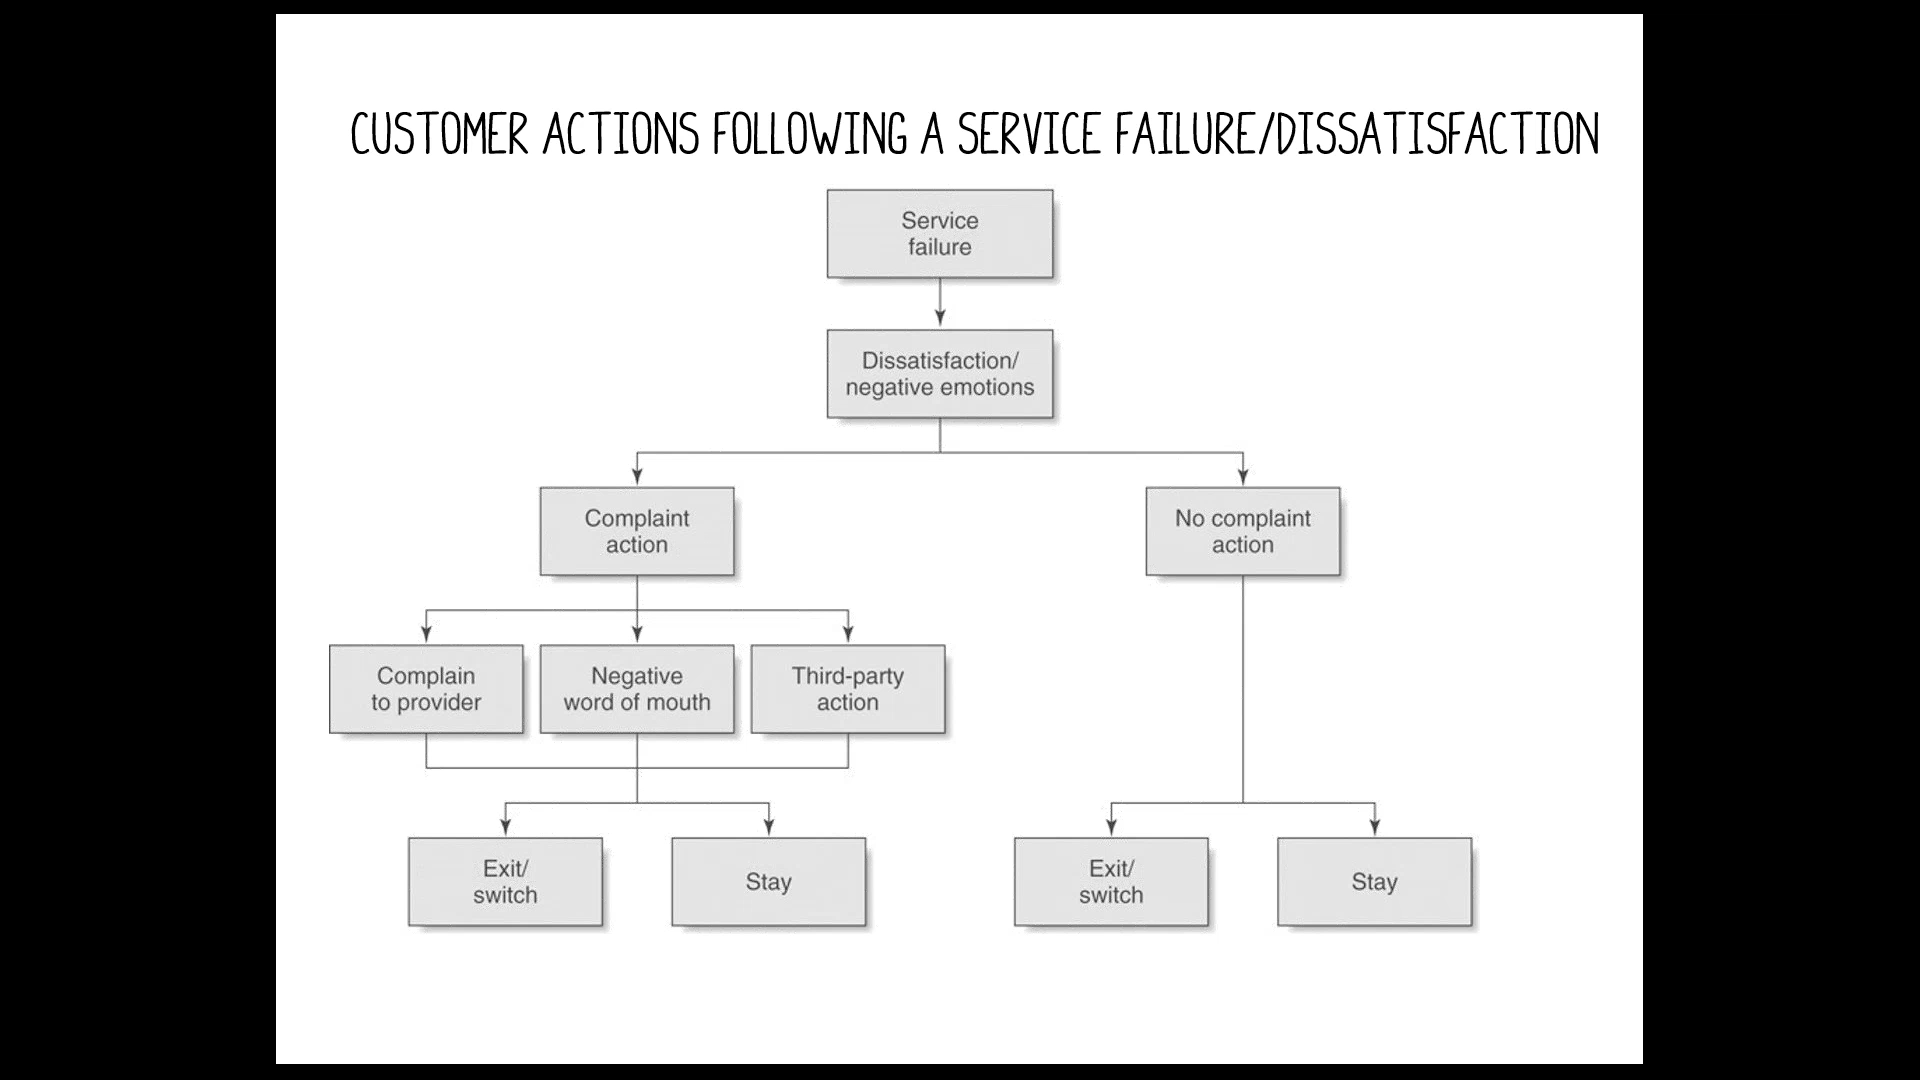 CUSTOMER ACTIONS FOLLOWING A SERVICE FAILURE/DISSATISFACTION
Service
failure
Dissatisfaction/
negative emotions
Complaint
action
No complaint
action
Complain
to provider
Negative
word of mouth
Third-party
action
Exit/
switch
Stay
Exit/
switch
Stay